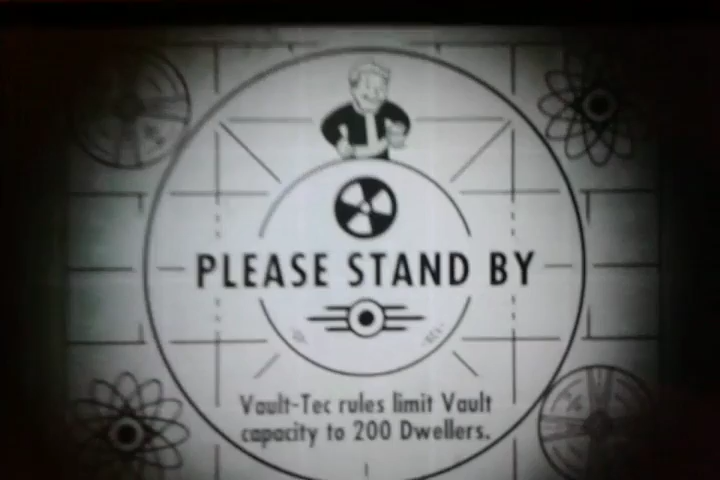 PLEASE STAND BY
Vault-Tec rules limit Vault
capacity to 200 Dwellers.